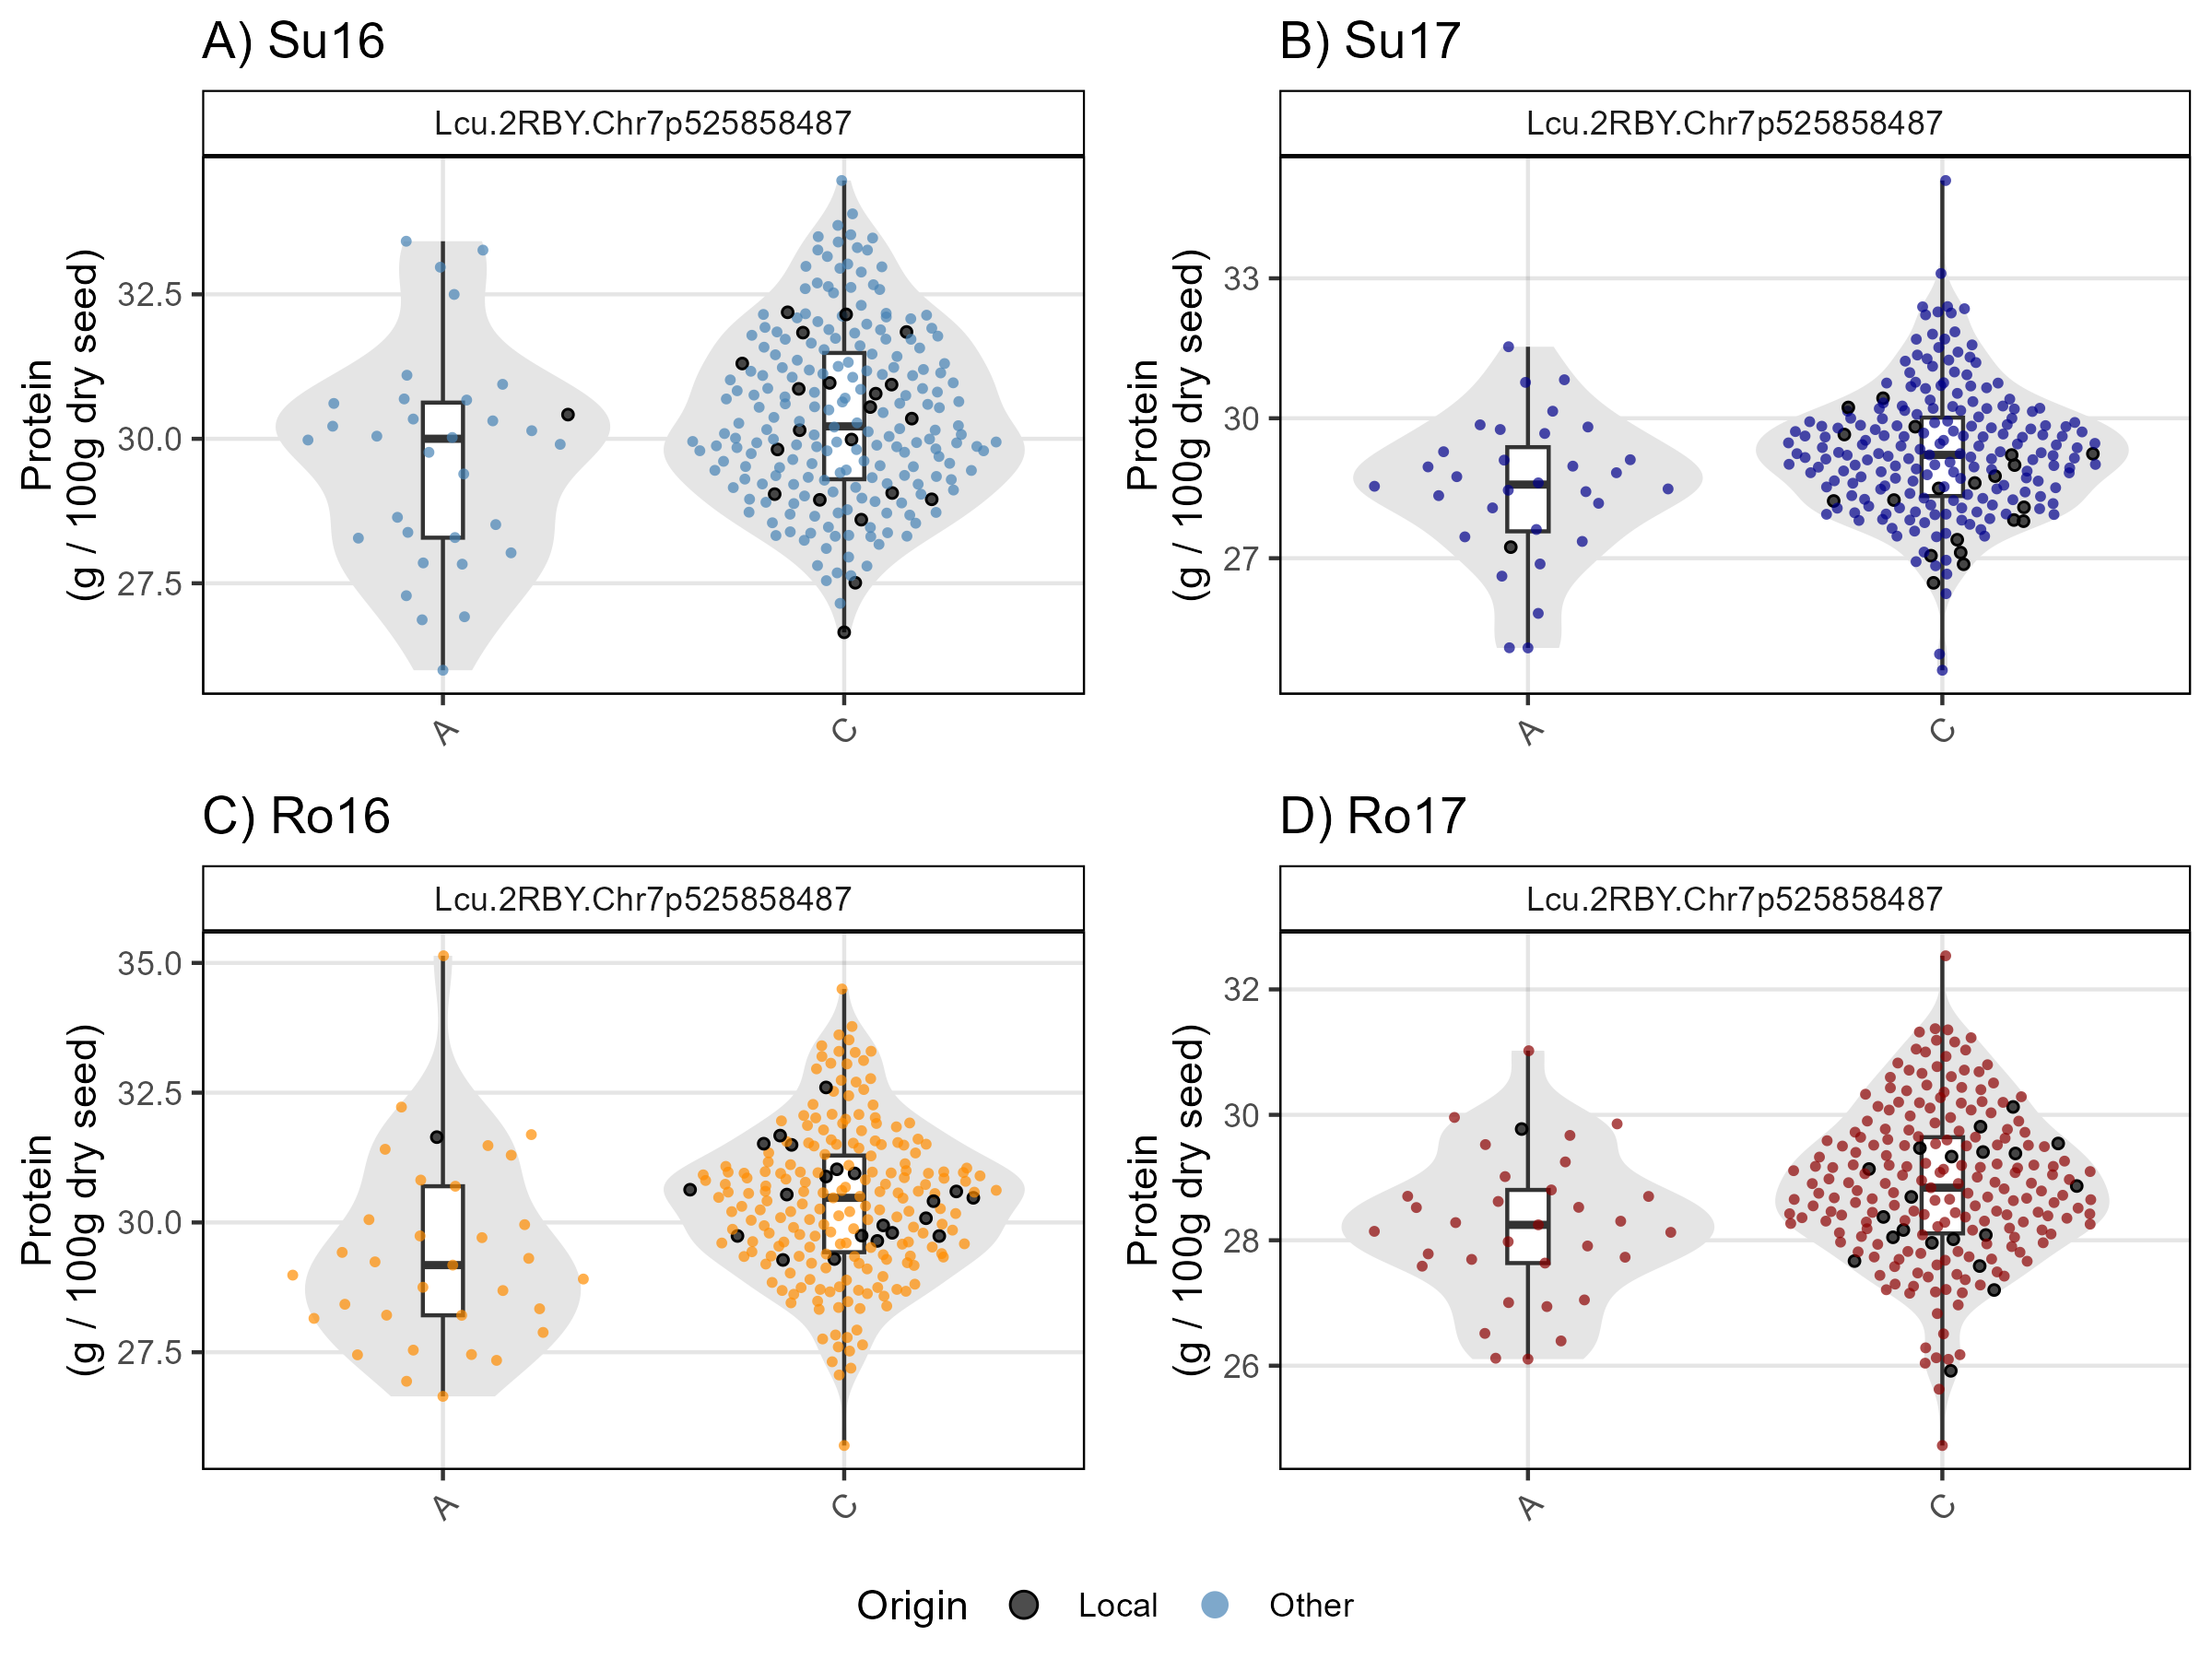 A) Su16
Lcu.2RBY.Chr7p525858487
Protein
(g / 100g dry seed)
32.5
30.0
27.5
A
C
B) Su17
Lcu.2RBY.Chr7p525858487
Protein
(g / 100g dry seed)
33
30
27
A
C
C) Ro16
Lcu.2RBY.Chr7p525858487
Protein
(g / 100g dry seed)
35.0
32.5
30.0
27.5
A
C
D) Ro17
Lcu.2RBY.Chr7p525858487
Protein
(g / 100g dry seed)
32
30
28
26
A
C
Origin Local Other